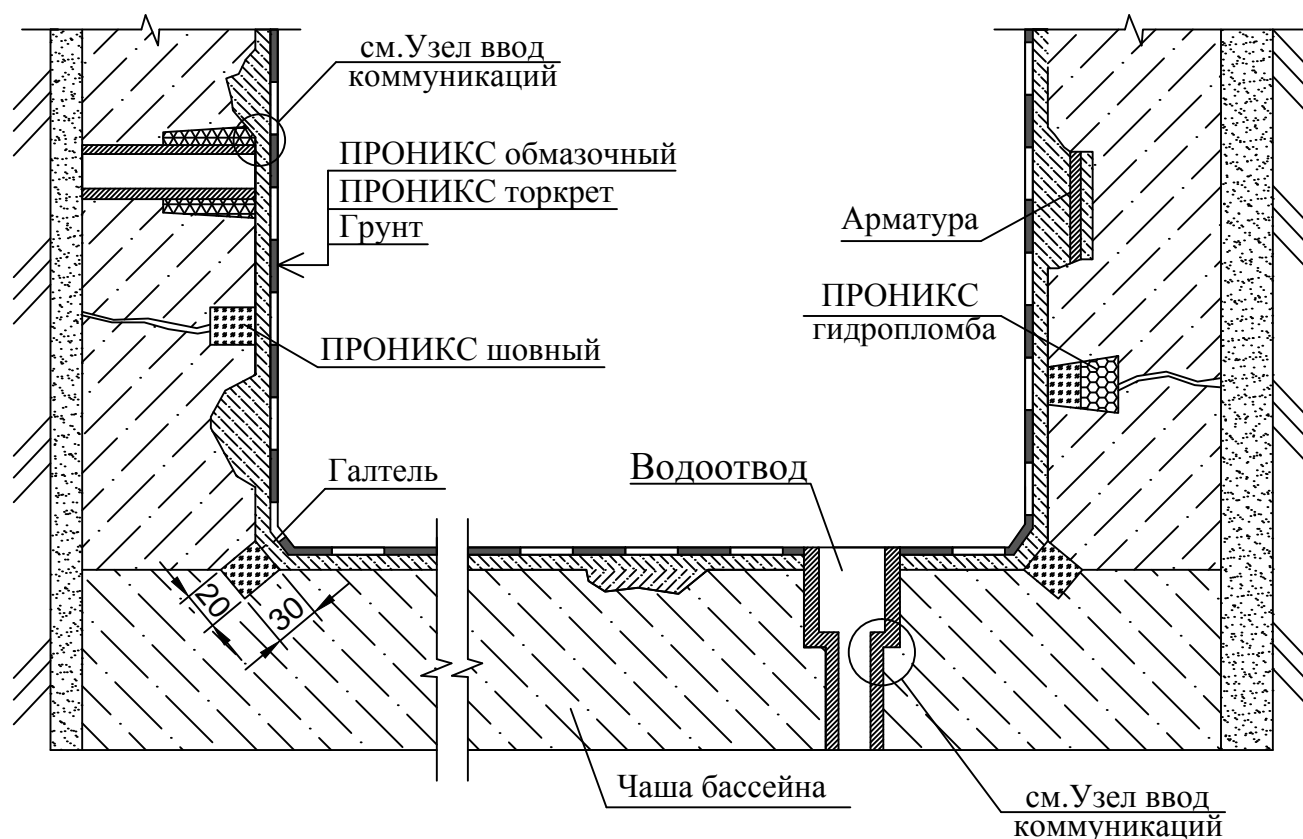 см.Узел ввод
коммуникаций
ПРОНИКС обмазочный
ПРОНИКС торкрет
Грунт
Арматура
ПРОНИКС
гидропломба
ПРОНИКС шовный
Галтель
Водоотвод
20
30
Чаша бассейна
см.Узел ввод
коммуникаций